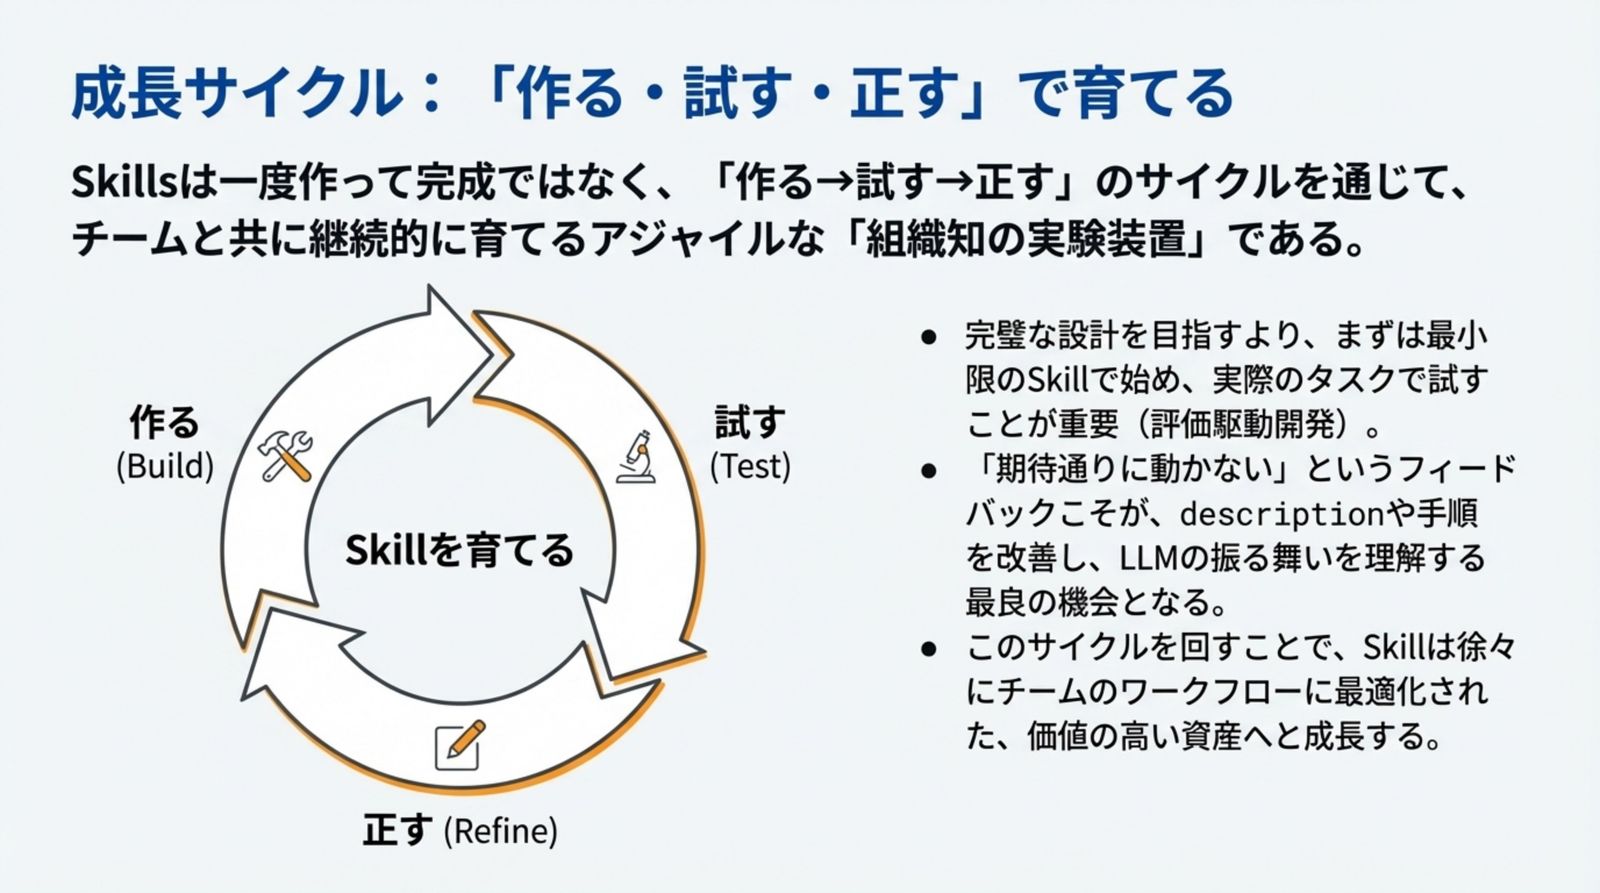 成長サイクル：「作る・試す・正す」で育てる
Skillsは一度作って完成ではなく、「作る→試す→正す」のサイクルを通じて、
チームと共に継続的に育てるアジャイルな「組織知の実験装置」である。
作る
(Build)
試す
(Test)
Skillを育てる
正す (Refine)
● 完璧な設計を目指すより、まずは最小
限のSkillで始め、実際のタスクで試す
ことが重要（評価駆動開発）。
● 「期待通りに動かない」というフィード
バックこそが、descriptionや手順
を改善し、LLMの振る舞いを理解する
最良の機会となる。
● このサイクルを回すことで、Skillは徐々
にチームのワークフローに最適化され
た、価値の高い資産へと成長する。